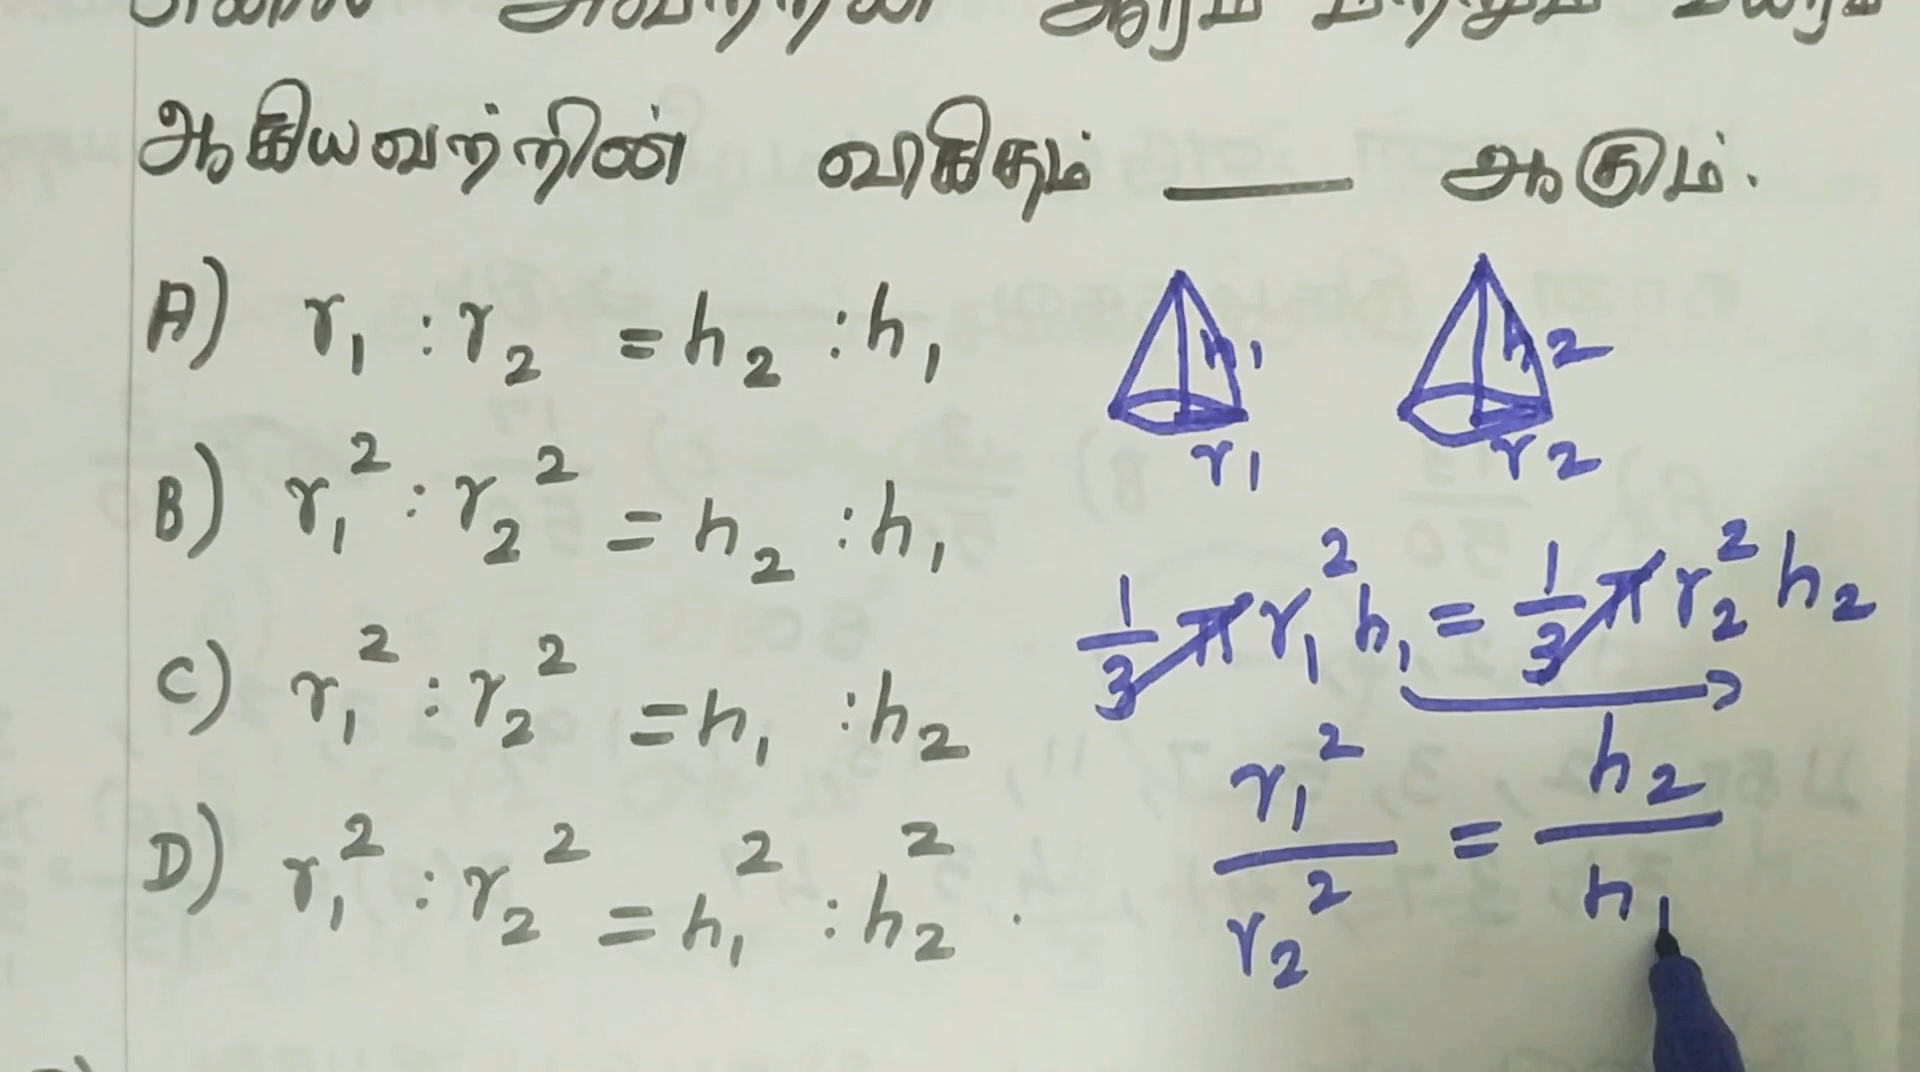 ஆகியவற்றின் விகிதம் ____ ஆகும்.
A) r₁ : r₂ = h₂ : h₁
B) r₁² : r₂² = h₂ : h₁
C) r₁² : r₂² = h₁ : h₂
D) r₁² : r₂² = h₁² : h₂².
h₁ h₂
r₁ r₂
1/3 π r₁² h₁ = 1/3 π r₂² h₂
r₁²/r₂² = h₂/h₁